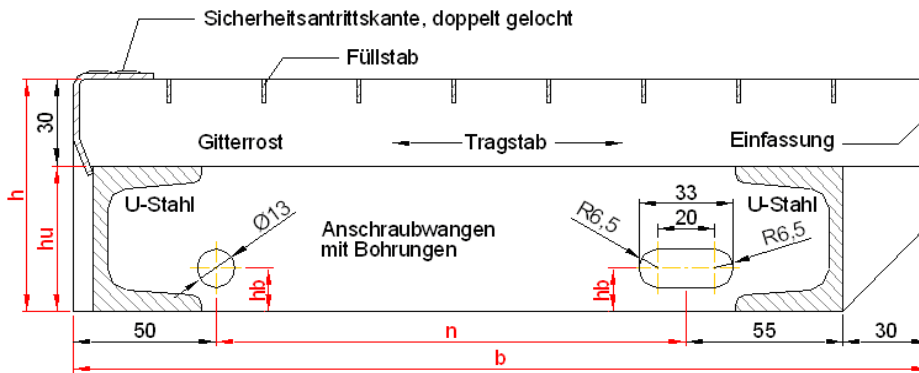 Sicherheitsantrittskante, doppelt gelocht
Füllstab
30
Gitterrost
Tragstab
Einfassung
h
hu
U-Stahl
Ø13
Anschraubwangen
mit Bohrungen
33
20
R6,5
R6,5
U-Stahl
hb
hb
50
n
55
30
b